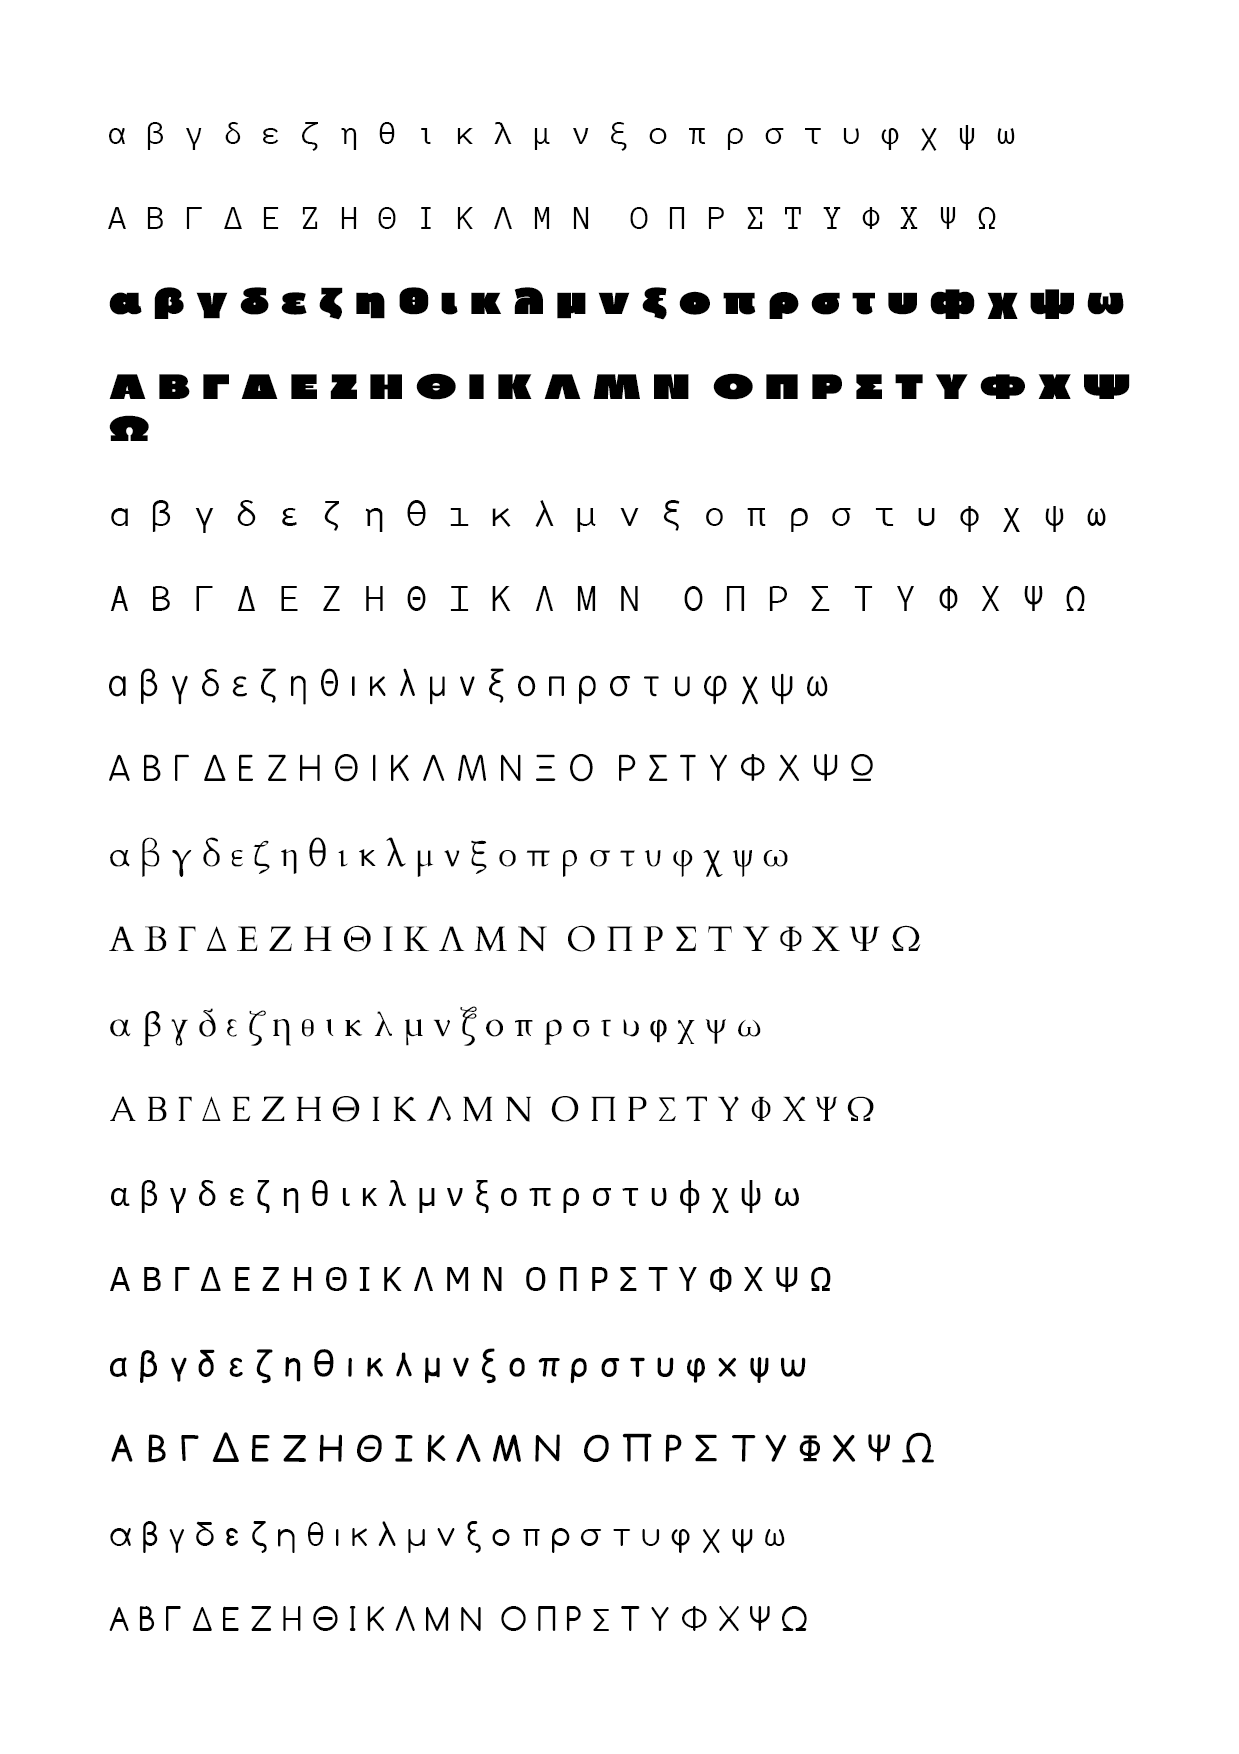 α β γ δ ε ζ η θ ι κ λ μ ν ξ ο π ρ σ τ υ φ χ ψ ω
Α Β Γ Δ Ε Ζ Η Θ Ι Κ Λ Μ Ν Ο Π Ρ Σ Τ Υ Φ Χ Ψ Ω
α β γ δ ε ζ η θ ι κ λ μ ν ξ ο π ρ σ τ υ φ χ ψ ω
Α Β Γ Δ Ε Ζ Η Θ Ι Κ Λ Μ Ν Ο Π Ρ Σ Τ Υ Φ Χ Ψ
Ω
α β γ δ ε ζ η θ ι κ λ μ ν ξ ο π ρ σ τ υ φ χ ψ ω
Α Β Γ Δ Ε Ζ Η Θ Ι Κ Λ Μ Ν Ο Π Ρ Σ Τ Υ Φ Χ Ψ Ω
α β γ δ ε ζ η θ ι κ λ μ ν ξ ο π ρ σ τ υ φ χ ψ ω
Α Β Γ Δ Ε Ζ Η Θ Ι Κ Λ Μ Ν Ξ Ο Ρ Σ Τ Υ Φ Χ Ψ Ω
α β γ δ ε ζ η θ ι κ λ μ ν ξ ο π ρ σ τ υ φ χ ψ ω
Α Β Γ Δ Ε Ζ Η Θ Ι Κ Λ Μ Ν Ο Π Ρ Σ Τ Υ Φ Χ Ψ Ω
α β γ δ ε ζ η θ ι κ λ μ ν ξ ο π ρ σ τ υ φ χ ψ ω
Α Β Γ Δ Ε Ζ Η Θ Ι Κ Λ Μ Ν Ο Π Ρ Σ Τ Υ Φ Χ Ψ Ω
α β γ δ ε ζ η θ ι κ λ μ ν ξ ο π ρ σ τ υ φ χ ψ ω
Α Β Γ Δ Ε Ζ Η Θ Ι Κ Λ Μ Ν Ο Π Ρ Σ Τ Υ Φ Χ Ψ Ω
α β γ δ ε ζ η θ ι κ λ μ ν ξ ο π ρ σ τ υ φ χ ψ ω
Α Β Γ Δ Ε Ζ Η Θ Ι Κ Λ Μ Ν Ο Π Ρ Σ Τ Υ Φ Χ Ψ Ω
α β γ δ ε ζ η θ ι κ λ μ ν ξ ο π ρ σ τ υ φ χ ψ ω
Α Β Γ Δ Ε Ζ Η Θ Ι Κ Λ Μ Ν Ο Π Ρ Σ Τ Υ Φ Χ Ψ Ω